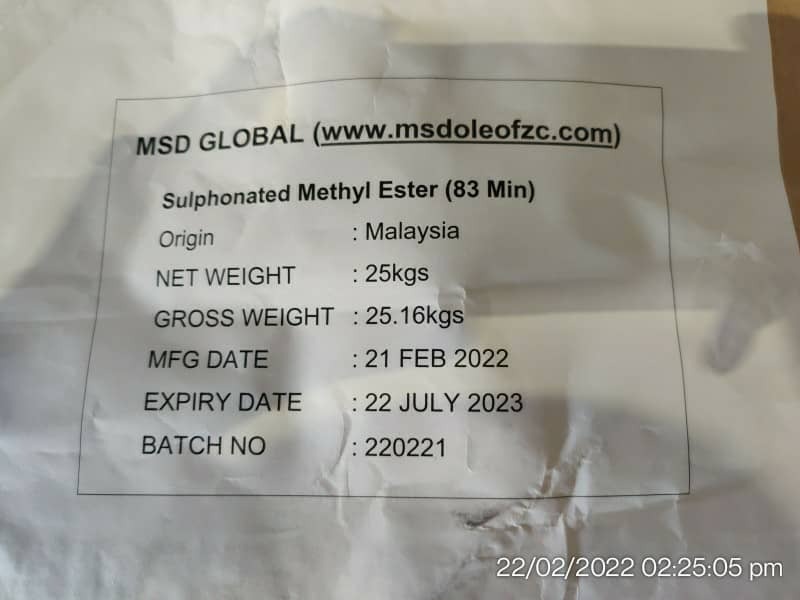 MSD GLOBAL (www.msdoleofzc.com)
Sulphonated Methyl Ester (83 Min)
Origin : Malaysia
NET WEIGHT : 25kgs
GROSS WEIGHT : 25.16kgs
MFG DATE : 21 FEB 2022
EXPIRY DATE : 22 JULY 2023
BATCH NO : 220221
22/02/2022 02:25:05 pm